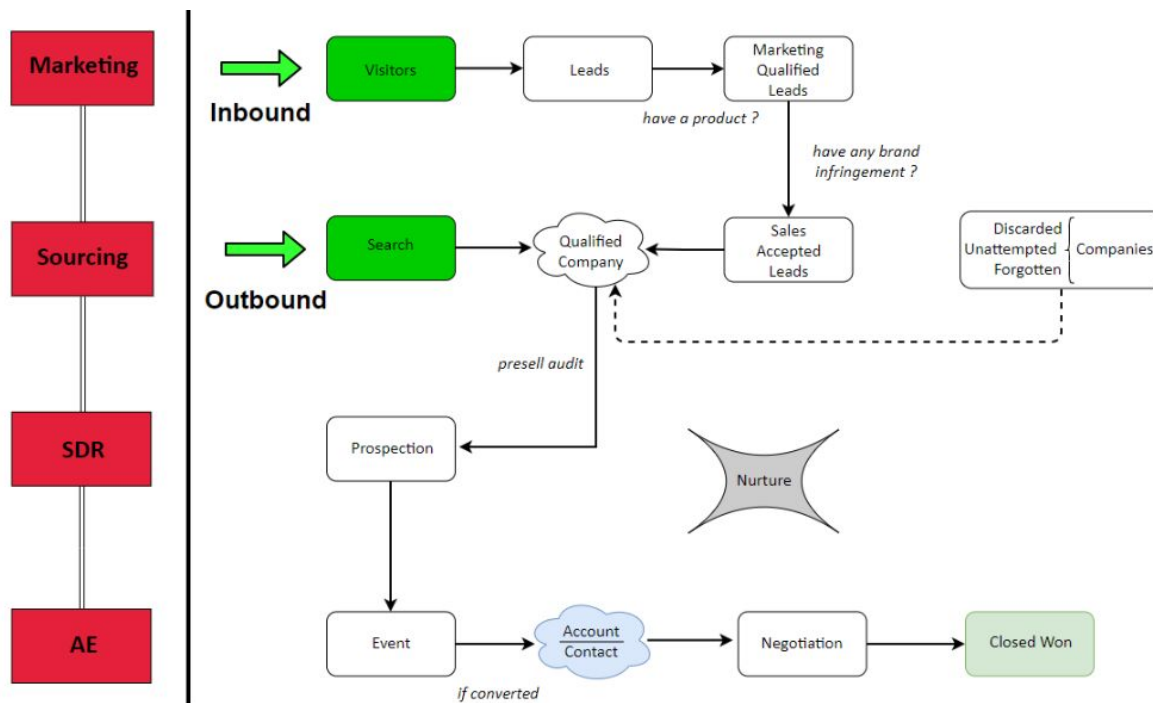 Marketing
Sourcing
SDR
AE
Inbound
Visitors
Leads
Marketing
Qualified
Leads
have a product ?
have any brand
infringement ?
Outbound
Search
Qualified
Company
Sales
Accepted
Leads
Discarded
Unattempted
Forgotten
Companies
presell audit
Prospection
Nurture
Event
if converted
Account
Contact
Negotiation
Closed Won